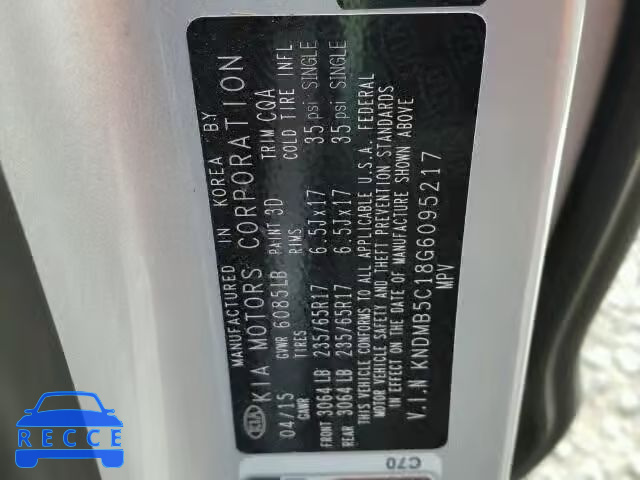 MANUFACTURED IN KOREA BY
KIA KIA MOTORS CORPORATION
04/15 GVWR 6085LB PAINT 3D TRIM CQA
GAWR TIRES RIMS COLD TIRE INFL
FRONT 3064LB 235/65R17 6.5Jx17 35psi SINGLE
REAR 3064LB 235/65R17 6.5Jx17 35psi SINGLE
THIS VEHICLE CONFORMS TO ALL APPLICABLE U.S.A. FEDERAL
MOTOR VEHICLE SAFETY AND THEFT PREVENTION STANDARDS
IN EFFECT ON THE DATE OF MANUFACTURE SHOWN ABOVE
V.I.N KNDMB5C18G6095217
MPV
C70
RECCE